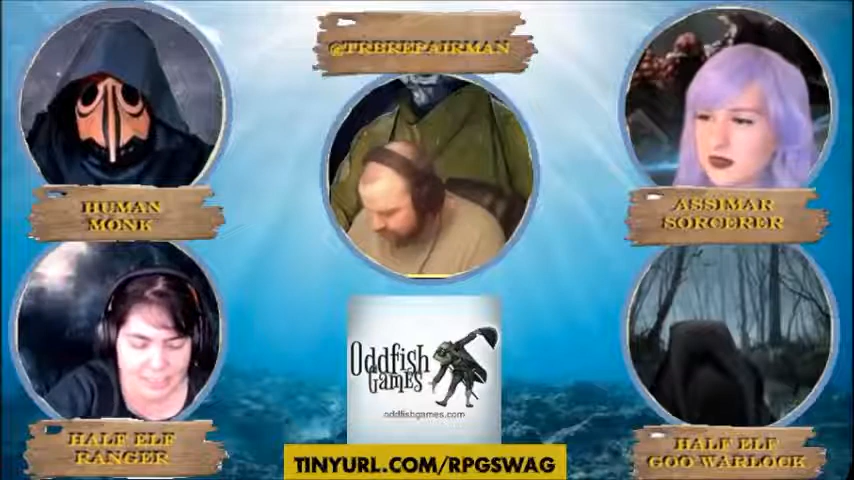 @TRBREPAIRMAN
HUMAN
MONK
ASSIMAR
SORCERER
Oddfish
GAMES
oddfishgames.com
HALF ELF
RANGER
HALF ELF
GOO WARLOCK
TINYURL.COM/RPGSWAG